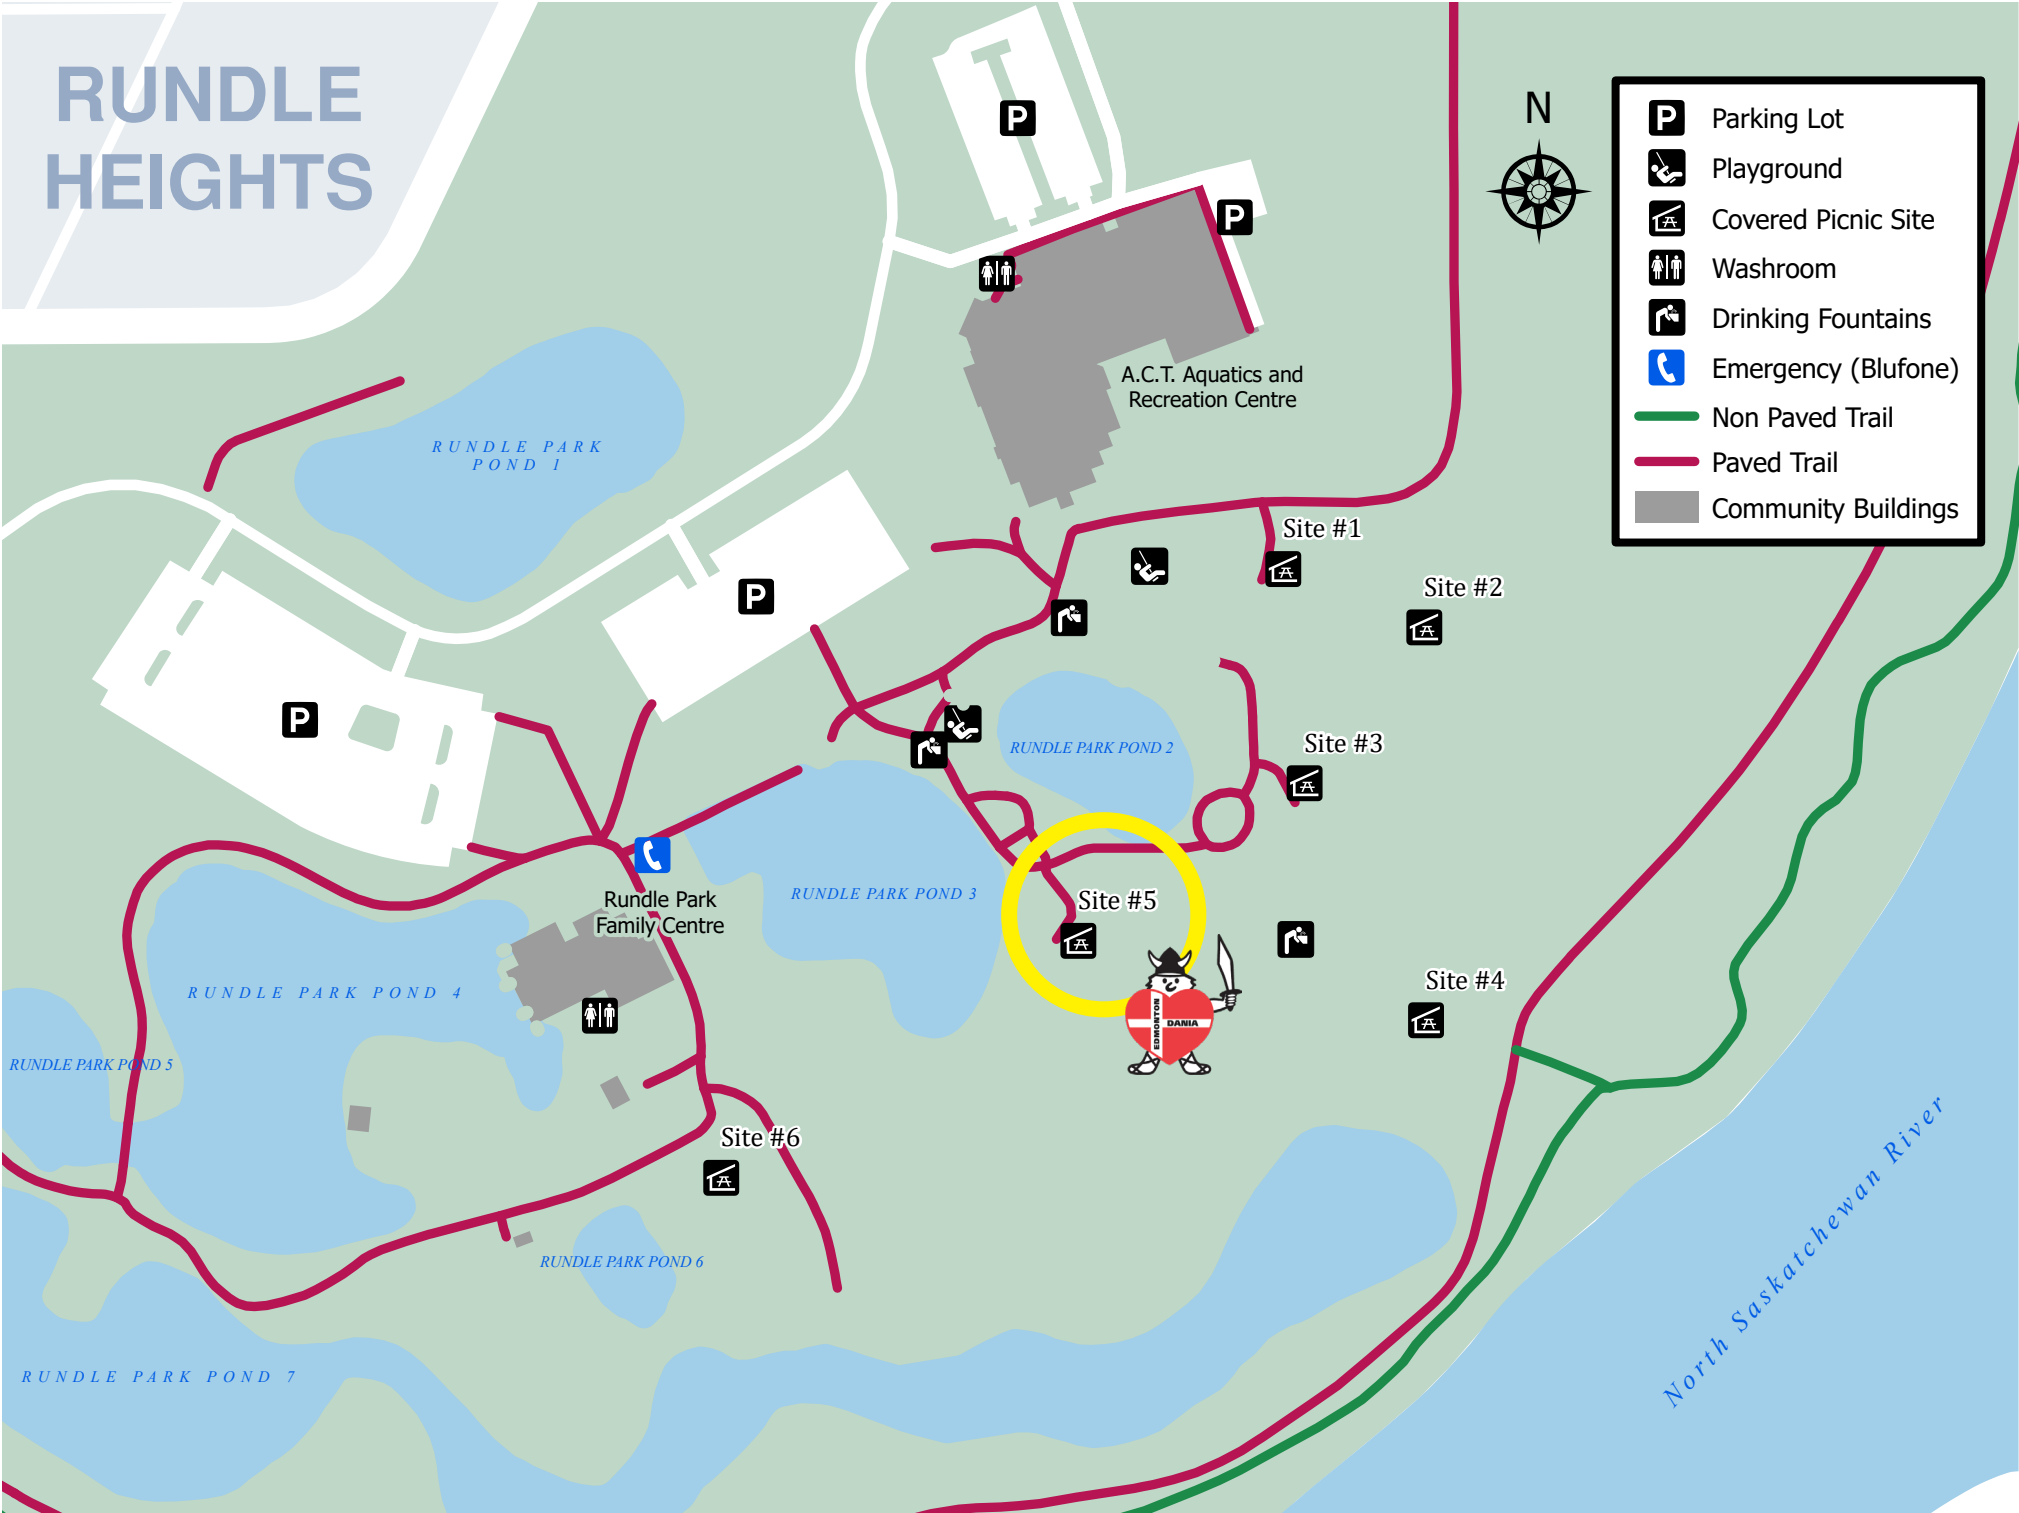 RUNDLE
HEIGHTS
N
P Parking Lot
Playground
Covered Picnic Site
Washroom
Drinking Fountains
Emergency (Blufone)
Non Paved Trail
Paved Trail
Community Buildings
P
P
A.C.T. Aquatics and
Recreation Centre
RUNDLE PARK
POND 1
Site #1
Site #2
P
P
RUNDLE PARK POND 2
Site #3
RUNDLE PARK POND 3
Site #5
Rundle Park
Family Centre
RUNDLE PARK POND 4
Site #4
EDMONTON
DANIA
RUNDLE PARK POND 5
Site #6
RUNDLE PARK POND 6
North Saskatchewan River
RUNDLE PARK POND 7